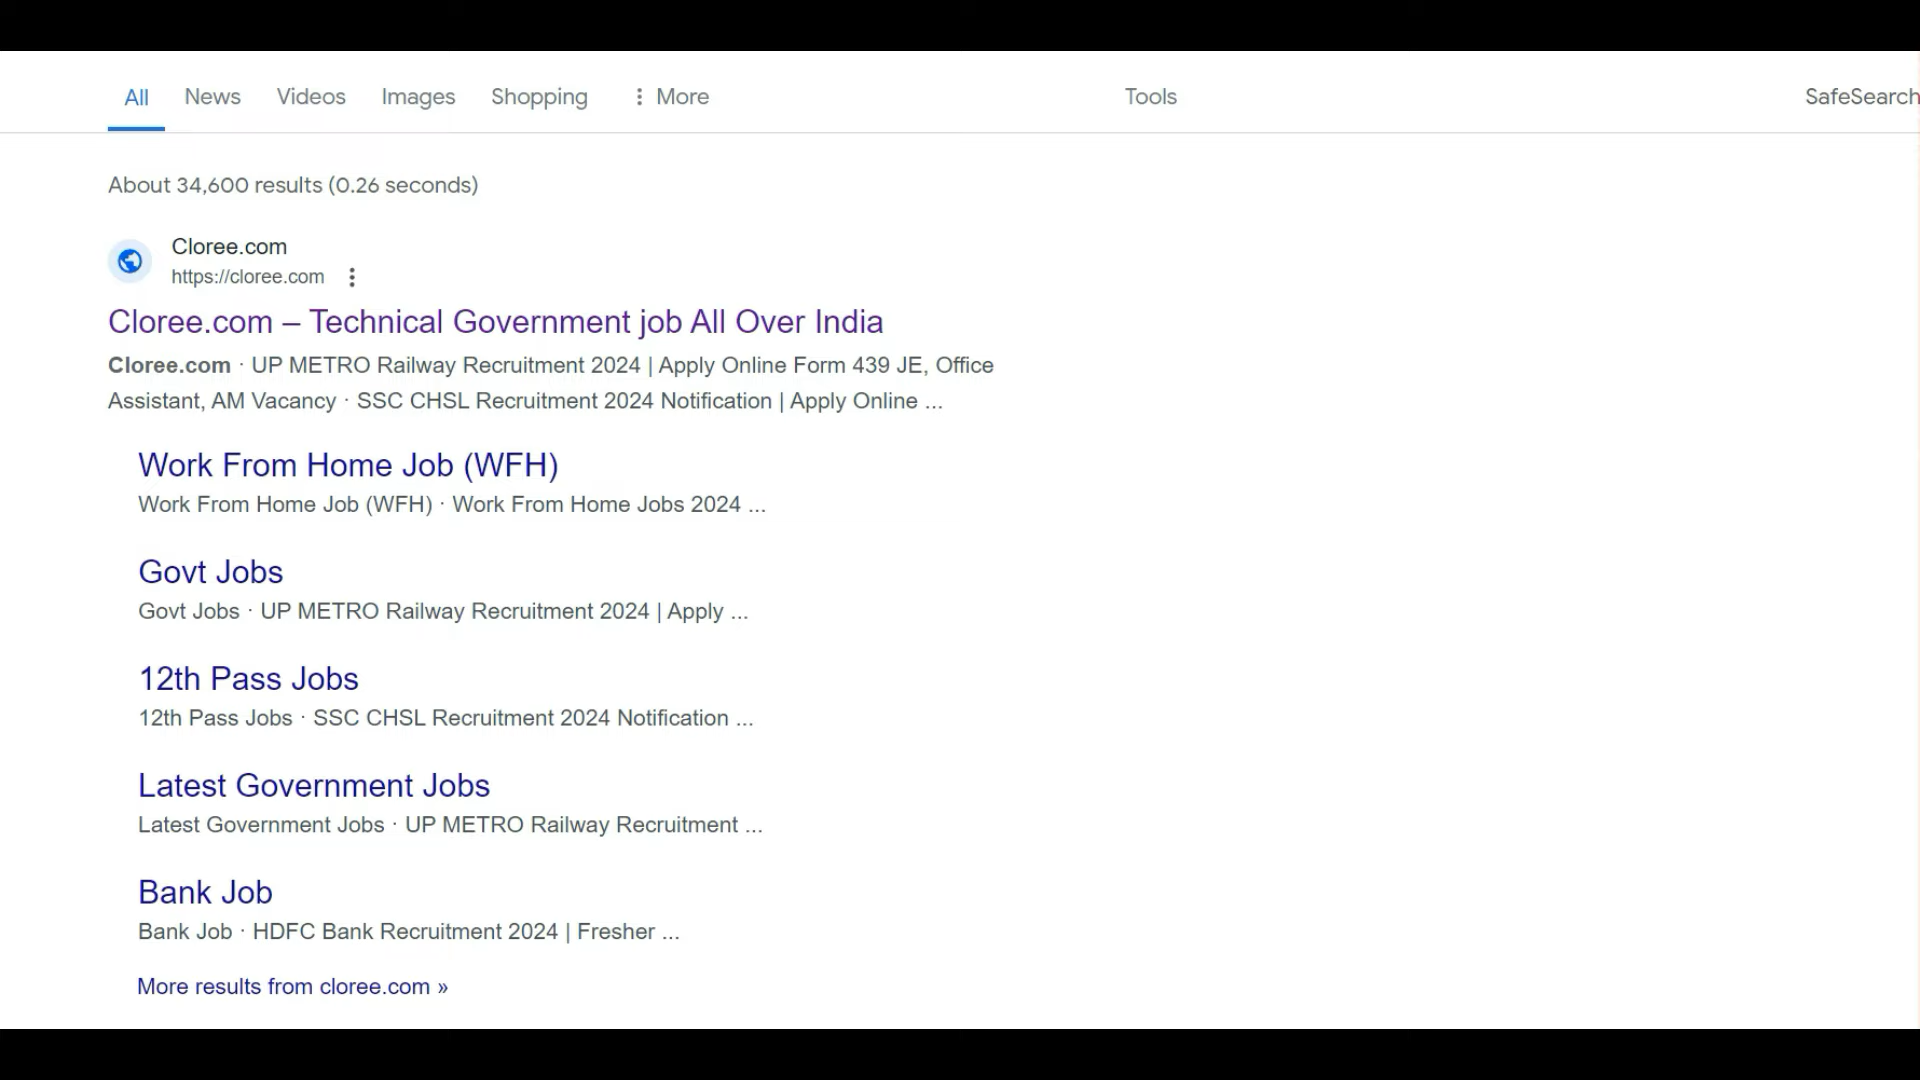 All News Videos Images Shopping More Tools SafeSearch
About 34,600 results (0.26 seconds)
Cloree.com
https://cloree.com
Cloree.com – Technical Government job All Over India
Cloree.com · UP METRO Railway Recruitment 2024 | Apply Online Form 439 JE, Office
Assistant, AM Vacancy · SSC CHSL Recruitment 2024 Notification | Apply Online ...
Work From Home Job (WFH)
Work From Home Job (WFH) · Work From Home Jobs 2024 ...
Govt Jobs
Govt Jobs · UP METRO Railway Recruitment 2024 | Apply ...
12th Pass Jobs
12th Pass Jobs · SSC CHSL Recruitment 2024 Notification ...
Latest Government Jobs
Latest Government Jobs · UP METRO Railway Recruitment ...
Bank Job
Bank Job · HDFC Bank Recruitment 2024 | Fresher ...
More results from cloree.com »